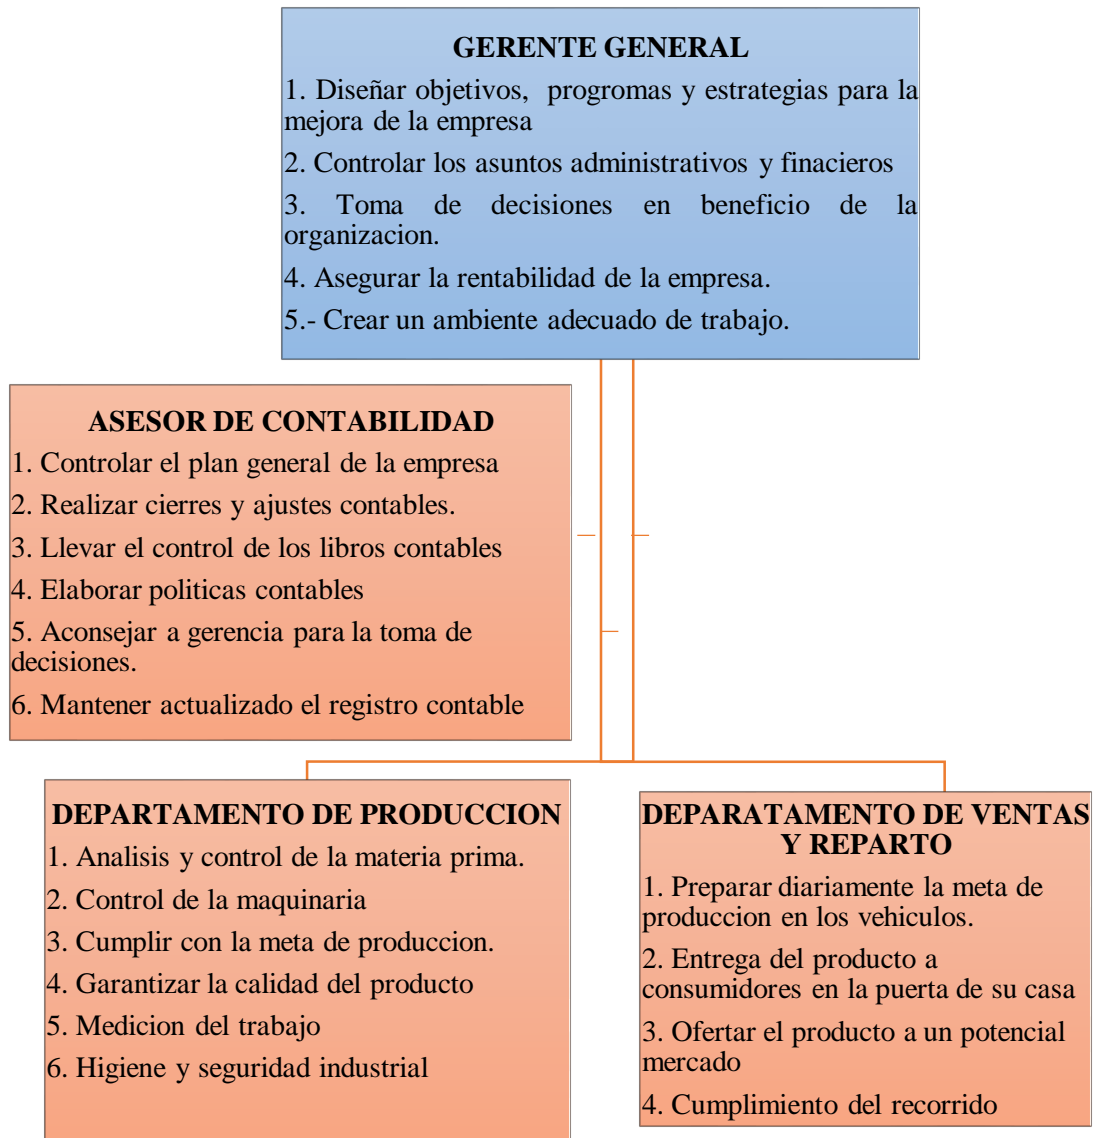 GERENTE GENERAL
1. Diseñar objetivos, progromas y estrategias para la
mejora de la empresa
2. Controlar los asuntos administrativos y finacieros
3. Toma de decisiones en beneficio de la
organizacion.
4. Asegurar la rentabilidad de la empresa.
5.- Crear un ambiente adecuado de trabajo.
ASESOR DE CONTABILIDAD
1. Controlar el plan general de la empresa
2. Realizar cierres y ajustes contables.
3. Llevar el control de los libros contables
4. Elaborar politicas contables
5. Aconsejar a gerencia para la toma de
decisiones.
6. Mantener actualizado el registro contable
DEPARTAMENTO DE PRODUCCION
1. Analisis y control de la materia prima.
2. Control de la maquinaria
3. Cumplir con la meta de produccion.
4. Garantizar la calidad del producto
5. Medicion del trabajo
6. Higiene y seguridad industrial
DEPARATAMENTO DE VENTAS
Y REPARTO
1. Preparar diariamente la meta de
produccion en los vehiculos.
2. Entrega del producto a
consumidores en la puerta de su casa
3. Ofertar el producto a un potencial
mercado
4. Cumplimiento del recorrido